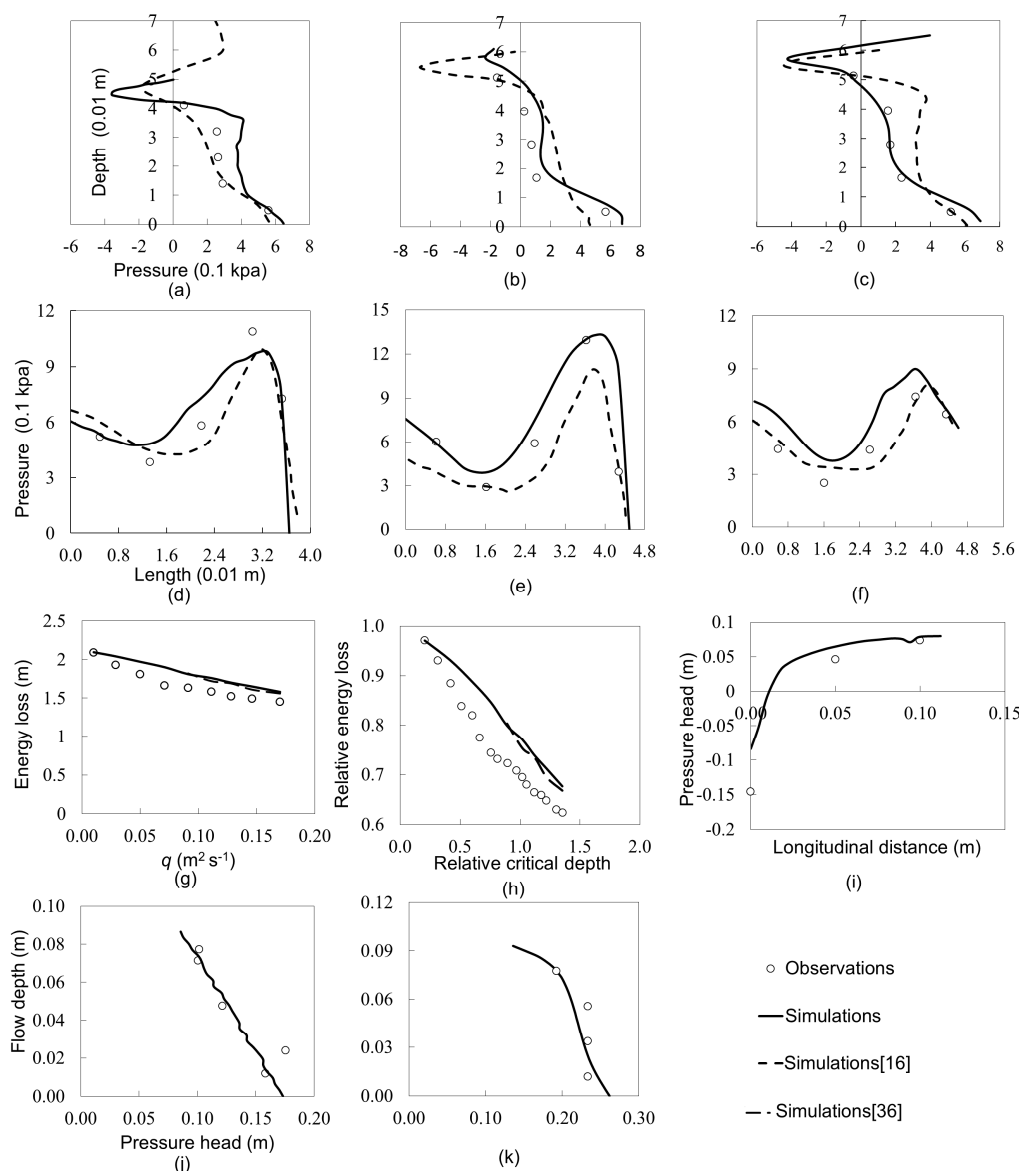 7
6
5
4
3
2
1
0
Depth (0.01 m)
-6 -4 -2 0 2 4 6 8
Pressure (0.1 kpa)
(a)
7
6
5
4
3
2
1
0
-8 -6 -4 -2 0 2 4 6 8
(b)
7
6
5
4
3
2
1
0
-6 -4 -2 0 2 4 6 8
(c)
12
9
6
3
0
Pressure (0.1 kpa)
0.0 0.8 1.6 2.4 3.2 4.0
Length (0.01 m)
(d)
15
12
9
6
3
0
0.0 0.8 1.6 2.4 3.2 4.0 4.8
(e)
12
9
6
3
0
0.0 0.8 1.6 2.4 3.2 4.0 4.8 5.6
(f)
2.5
2
1.5
1
0.5
0
Energy loss (m)
0.00 0.05 0.10 0.15 0.20
q (m² s⁻¹)
(g)
1.0
0.9
0.8
0.7
0.6
Relative energy loss
0.0 0.5 1.0 1.5 2.0
Relative critical depth
(h)
0.1
0.05
0
-0.05
-0.1
-0.15
-0.2
Pressure head (m)
0.00 0.05 0.10 0.15
Longitudinal distance (m)
(i)
0.10
0.08
0.06
0.04
0.02
0.00
Flow depth (m)
0.00 0.05 0.10 0.15 0.20
Pressure head (m)
(j)
0.12
0.09
0.06
0.03
0.00
0.00 0.10 0.20 0.30
(k)
Observations
Simulations
Simulations[16]
Simulations[36]